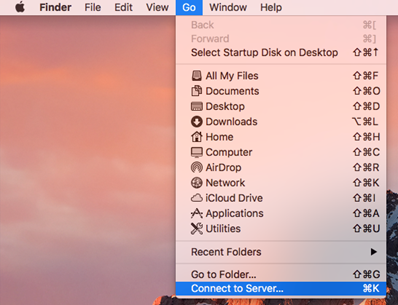 Finder File Edit View Go Window Help
Back ⌘[
Forward ⌘]
Select Startup Disk on Desktop ⇧⌘↑
All My Files ⇧⌘F
Documents ⇧⌘O
Desktop ⇧⌘D
Downloads ⌥⌘L
Home ⇧⌘H
Computer ⇧⌘C
AirDrop ⇧⌘R
Network ⇧⌘K
iCloud Drive ⇧⌘I
Applications ⇧⌘A
Utilities ⇧⌘U
Recent Folders
Go to Folder... ⇧⌘G
Connect to Server... ⌘K